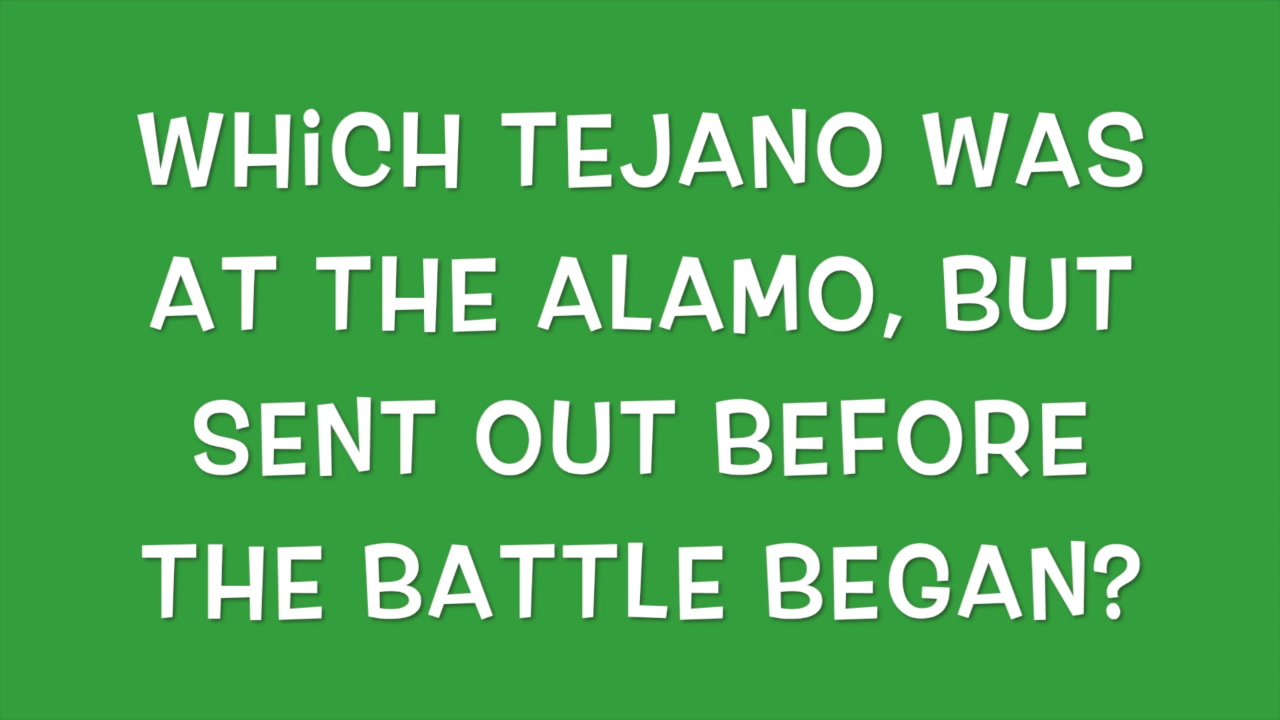 WHiCH TEJANO WAS
AT THE ALAMO, BUT
SENT OUT BEFORE
THE BATTLE BEGAN?